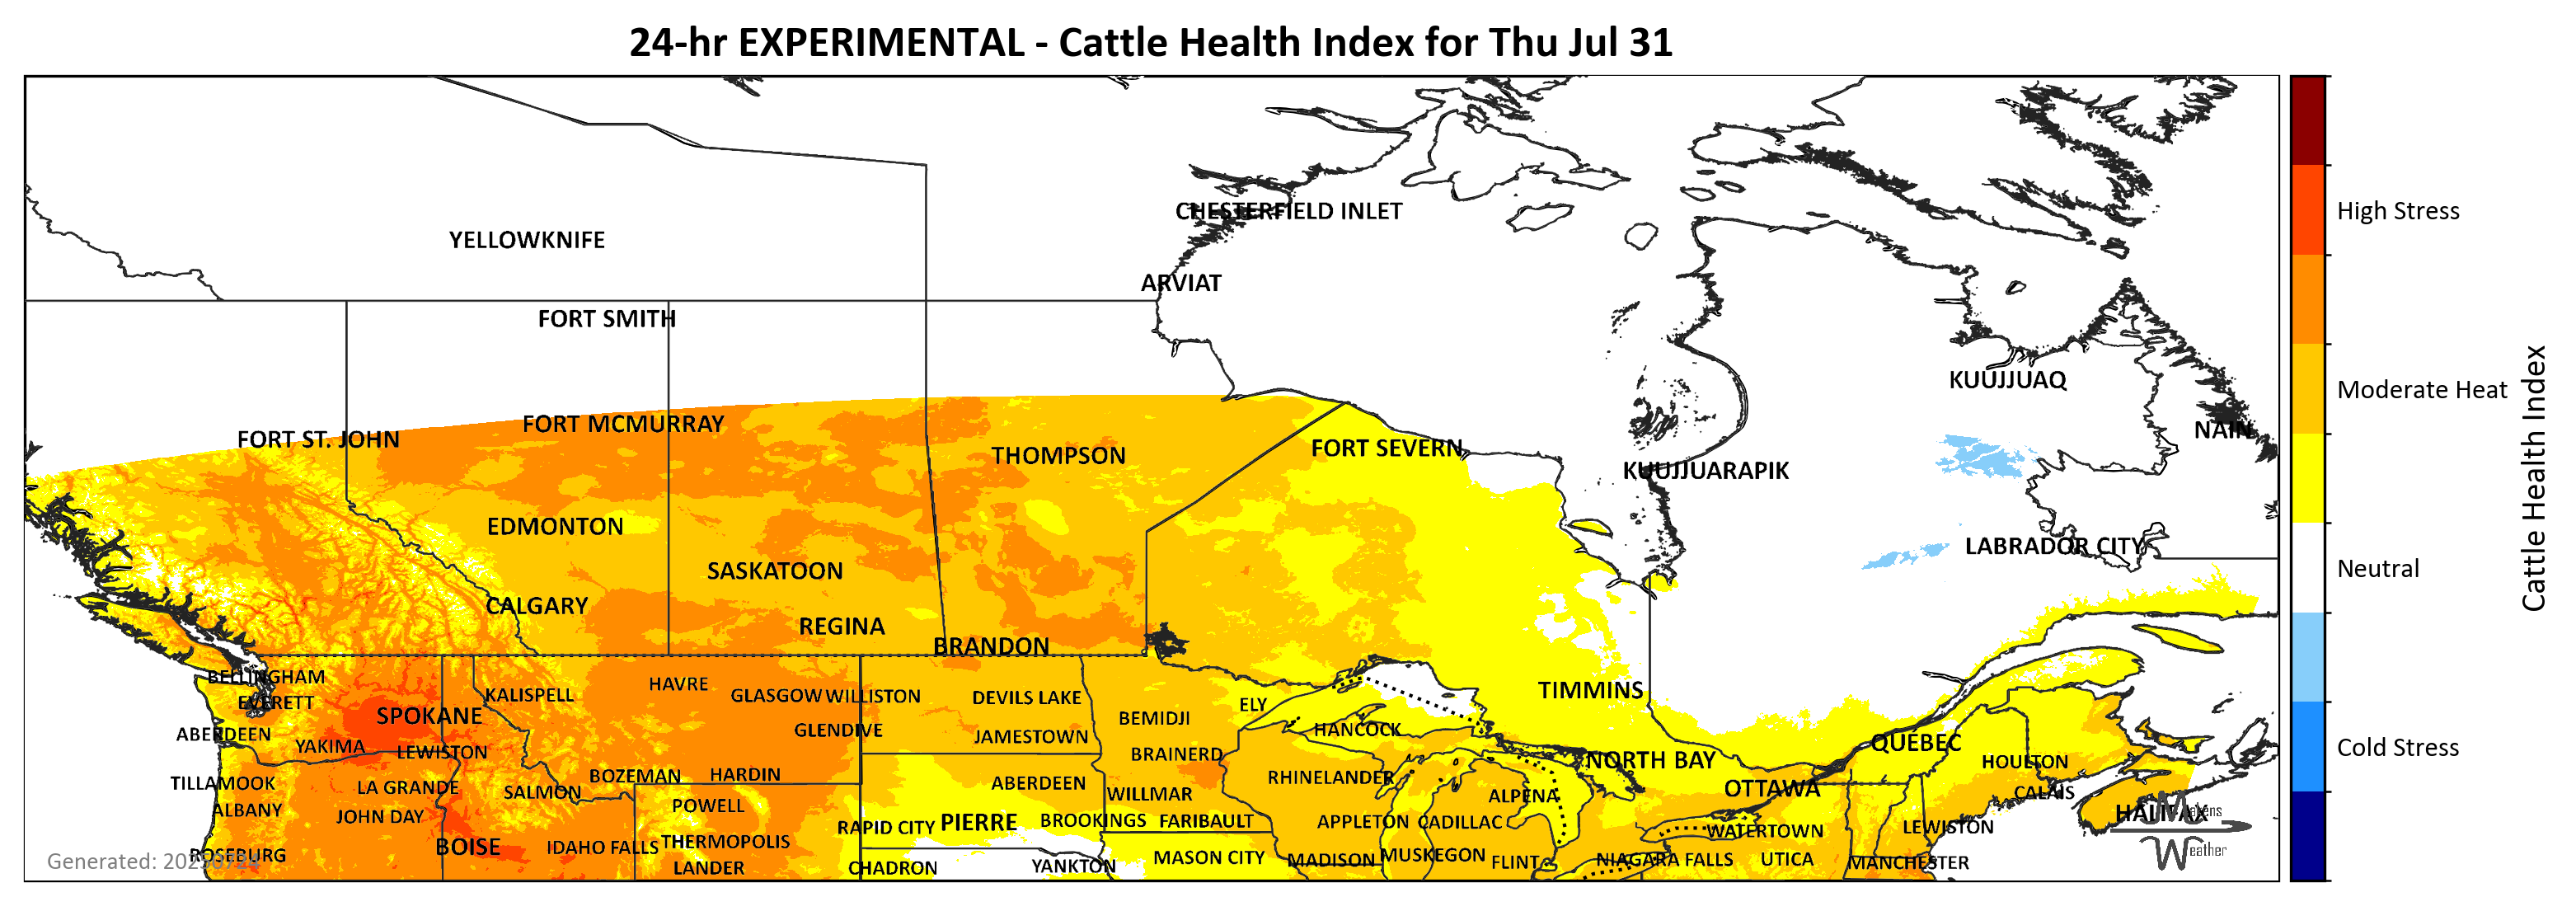 24-hr EXPERIMENTAL - Cattle Health Index for Thu Jul 31
CHESTERFIELD INLET
High Stress
YELLOWKNIFE
ARVIAT
FORT SMITH
KUUJJUAQ
Moderate Heat
FORT MCMURRAY
NAIN
FORT ST. JOHN
FORT SEVERN
THOMPSON
KUUJJUARAPIK
Cattle Health Index
EDMONTON
LABRADOR CITY
Neutral
SASKATOON
CALGARY
REGINA
BRANDON
BELLINGHAM
HAVRE
TIMMINS
KALISPELL
GLASGOW
WILLISTON
DEVILS LAKE
EVERETT
ELY
SPOKANE
BEMIDJI
HANCOCK
GLENDIVE
ABERDEEN
JAMESTOWN
QUEBEC
YAKIMA
LEWISTON
BRAINERD
Cold Stress
NORTH BAY
HOULTON
BOZEMAN
HARDIN
RHINELANDER
TILLAMOOK
ABERDEEN
LA GRANDE
OTTAWA
SALMON
WILLMAR
CALAIS
ALPENA
POWELL
ALBANY
JOHN DAY
HALIFAX
Makens
RAPID CITY
PIERRE
BROOKINGS
FARIBAULT
APPLETON
CADILLAC
LEWISTON
WATERTOWN
THERMOPOLIS
BOISE
IDAHO FALLS
Weather
ROSEBURG
MASON CITY
MUSKEGON
MADISON
NIAGARA FALLS
UTICA
Generated:
FLINT
MANCHESTER
YANKTON
LANDER
CHADRON